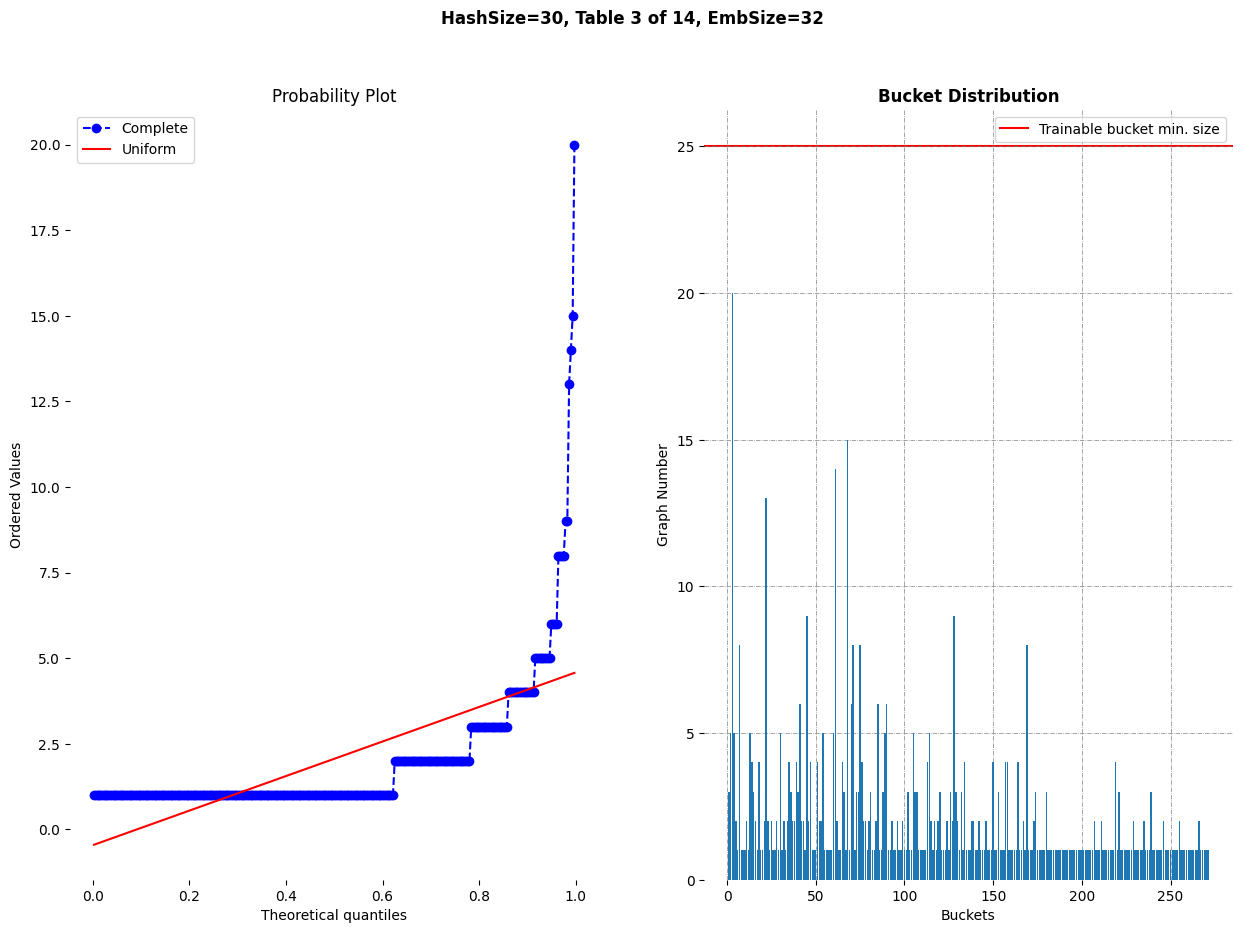 HashSize=30, Table 3 of 14, EmbSize=32
Probability Plot
Complete
Uniform
20.0
17.5
15.0
12.5
10.0
7.5
5.0
2.5
0.0
Ordered Values
0.0 0.2 0.4 0.6 0.8 1.0
Theoretical quantiles
Bucket Distribution
Trainable bucket min. size
25
20
15
10
5
0
Graph Number
0 50 100 150 200 250
Buckets